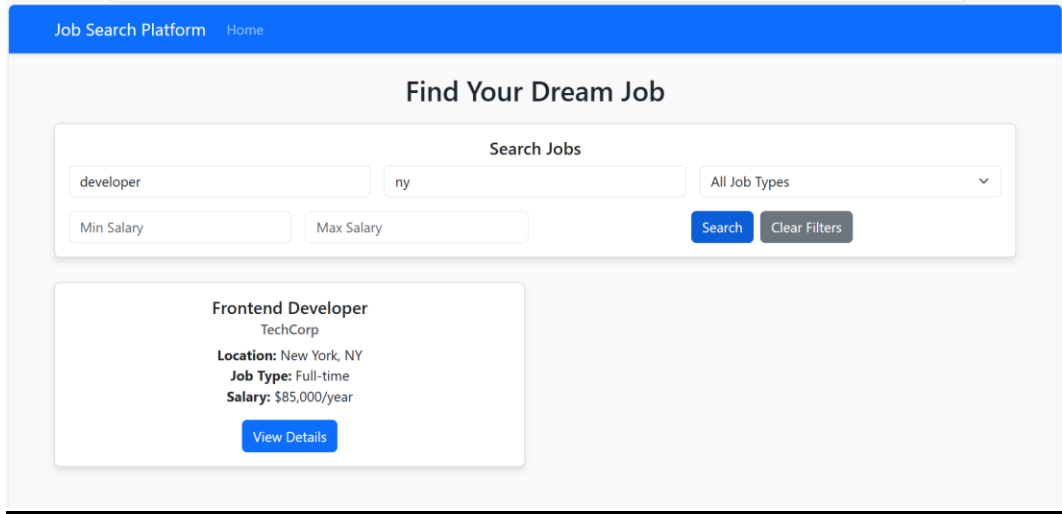 Job Search Platform Home
Find Your Dream Job
Search Jobs
developer ny All Job Types
Min Salary Max Salary Search Clear Filters
Frontend Developer
TechCorp
Location: New York, NY
Job Type: Full-time
Salary: $85,000/year
View Details